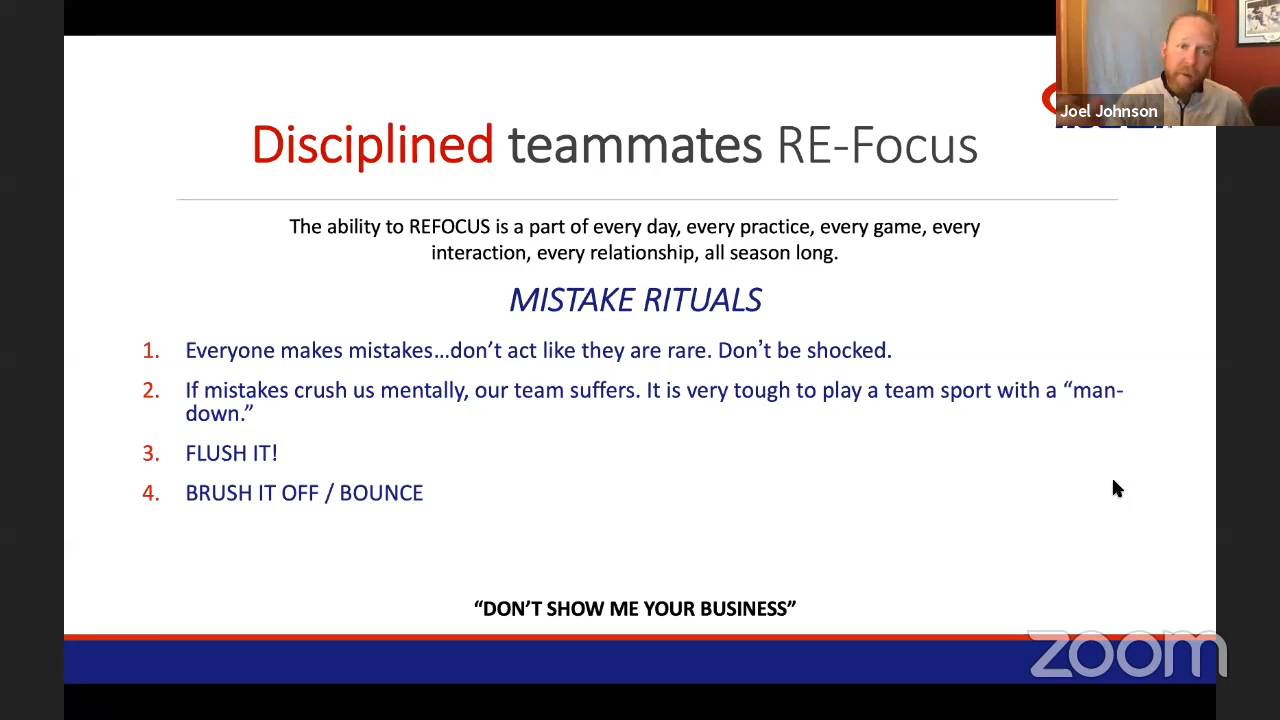 Joel Johnson
Disciplined teammates RE-Focus
The ability to REFOCUS is a part of every day, every practice, every game, every
interaction, every relationship, all season long.
MISTAKE RITUALS
1. Everyone makes mistakes…don’t act like they are rare. Don’t be shocked.
2. If mistakes crush us mentally, our team suffers. It is very tough to play a team sport with a “man-
down.”
3. FLUSH IT!
4. BRUSH IT OFF / BOUNCE
“DON’T SHOW ME YOUR BUSINESS”
zoom